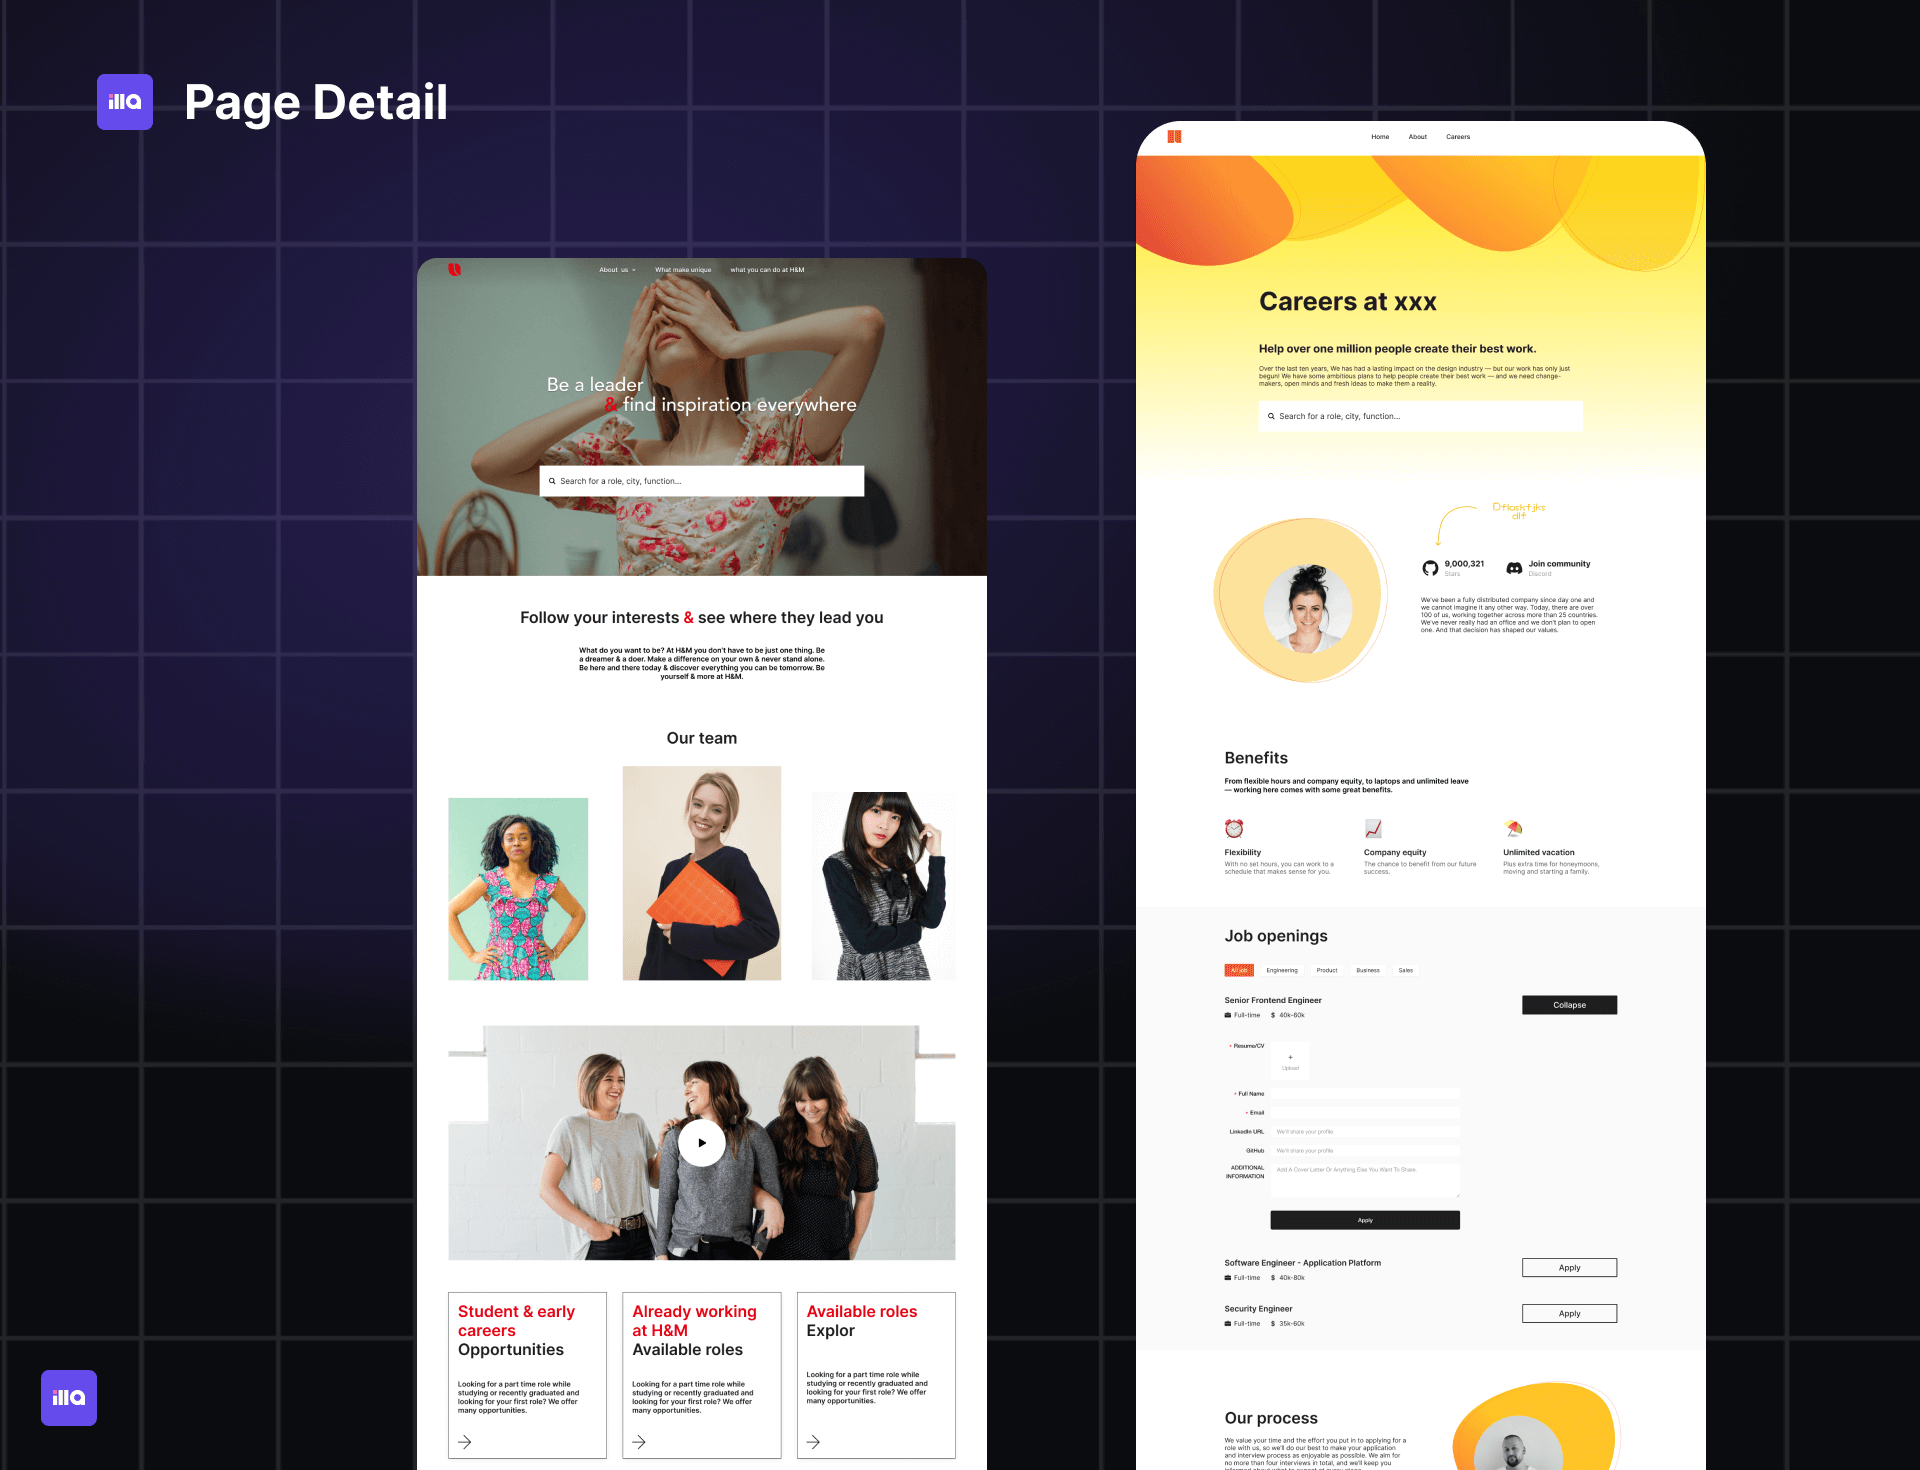 illa
Page Detail
About us
What make unique
what you can do at H&M
Be a leader
& find inspiration everywhere
Search for a role, city, function...
Follow your interests & see where they lead you
What do you want to be? At H&M you don't have to be just one thing. Be
a dreamer & a doer. Make a difference on your own & never stand alone.
Be here and there today & discover everything you can be tomorrow. Be
yourself & more at H&M.
Our team
Student & early
careers
Opportunities
Looking for a part time role while
studying or recently graduated and
looking for your first role? We offer
many opportunities.
Already working
at H&M
Available roles
Looking for a part time role while
studying or recently graduated and
looking for your first role? We offer
many opportunities.
Available roles
Explor
Looking for a part time role while
studying or recently graduated and
looking for your first role? We offer
many opportunities.
Home
About
Careers
Careers at xxx
Help over one million people create their best work.
Over the last ten years, We has had a lasting impact on the design industry — but our work has only just
begun! We have some ambitious plans to help people create their best work — and we need change-
makers, open minds and fresh ideas to make them a reality.
Search for a role, city, function...
Dflaskfjks
dlf
9,000,321
Stars
Join community
Discord
We've been a fully distributed company since day one and
we cannot imagine it any other way. Today, there are over
100 of us, working together across more than 25 countries.
We've never really had an office and we don't plan to open
one. And that decision has shaped our values.
Benefits
From flexible hours and company equity, to laptops and unlimited leave
— working here comes with some great benefits.
Flexibility
With no set hours, you can work to a
schedule that makes sense for you.
Company equity
The chance to benefit from our future
success.
Unlimited vacation
Plus extra time for honeymoons,
moving and starting a family.
Job openings
All job
Engineering
Product
Business
Sales
Senior Frontend Engineer
Full-time $ 40k-60k
Collapse
* Resume/CV
+
Upload
* Full Name
* Email
LinkedIn URL
We'll share your profile
GitHub
We'll share your profile
ADDITIONAL
INFORMATION
Add A Cover Letter Or Anything Else You Want To Share.
Apply
Software Engineer - Application Platform
Full-time $ 40k-80k
Apply
Security Engineer
Full-time $ 35k-60k
Apply
Our process
We value your time and the effort you put in to applying for a
role with us, so we'll do our best to make your application
and interview process as enjoyable as possible. We aim for
no more than four interviews in total, and we'll keep you
illa